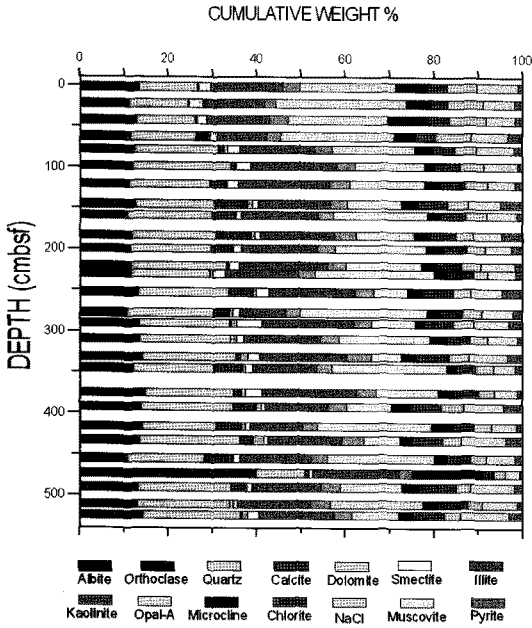 CUMULATIVE WEIGHT %
0 20 40 60 80 100
DEPTH (cmbsf)
0
100
200
300
400
500
Albite Orthoclase Quartz Calcite Dolomite Smectite Illite
Kaolinite Opal-A Microcline Chlorite NaCl Muscovite Pyrite